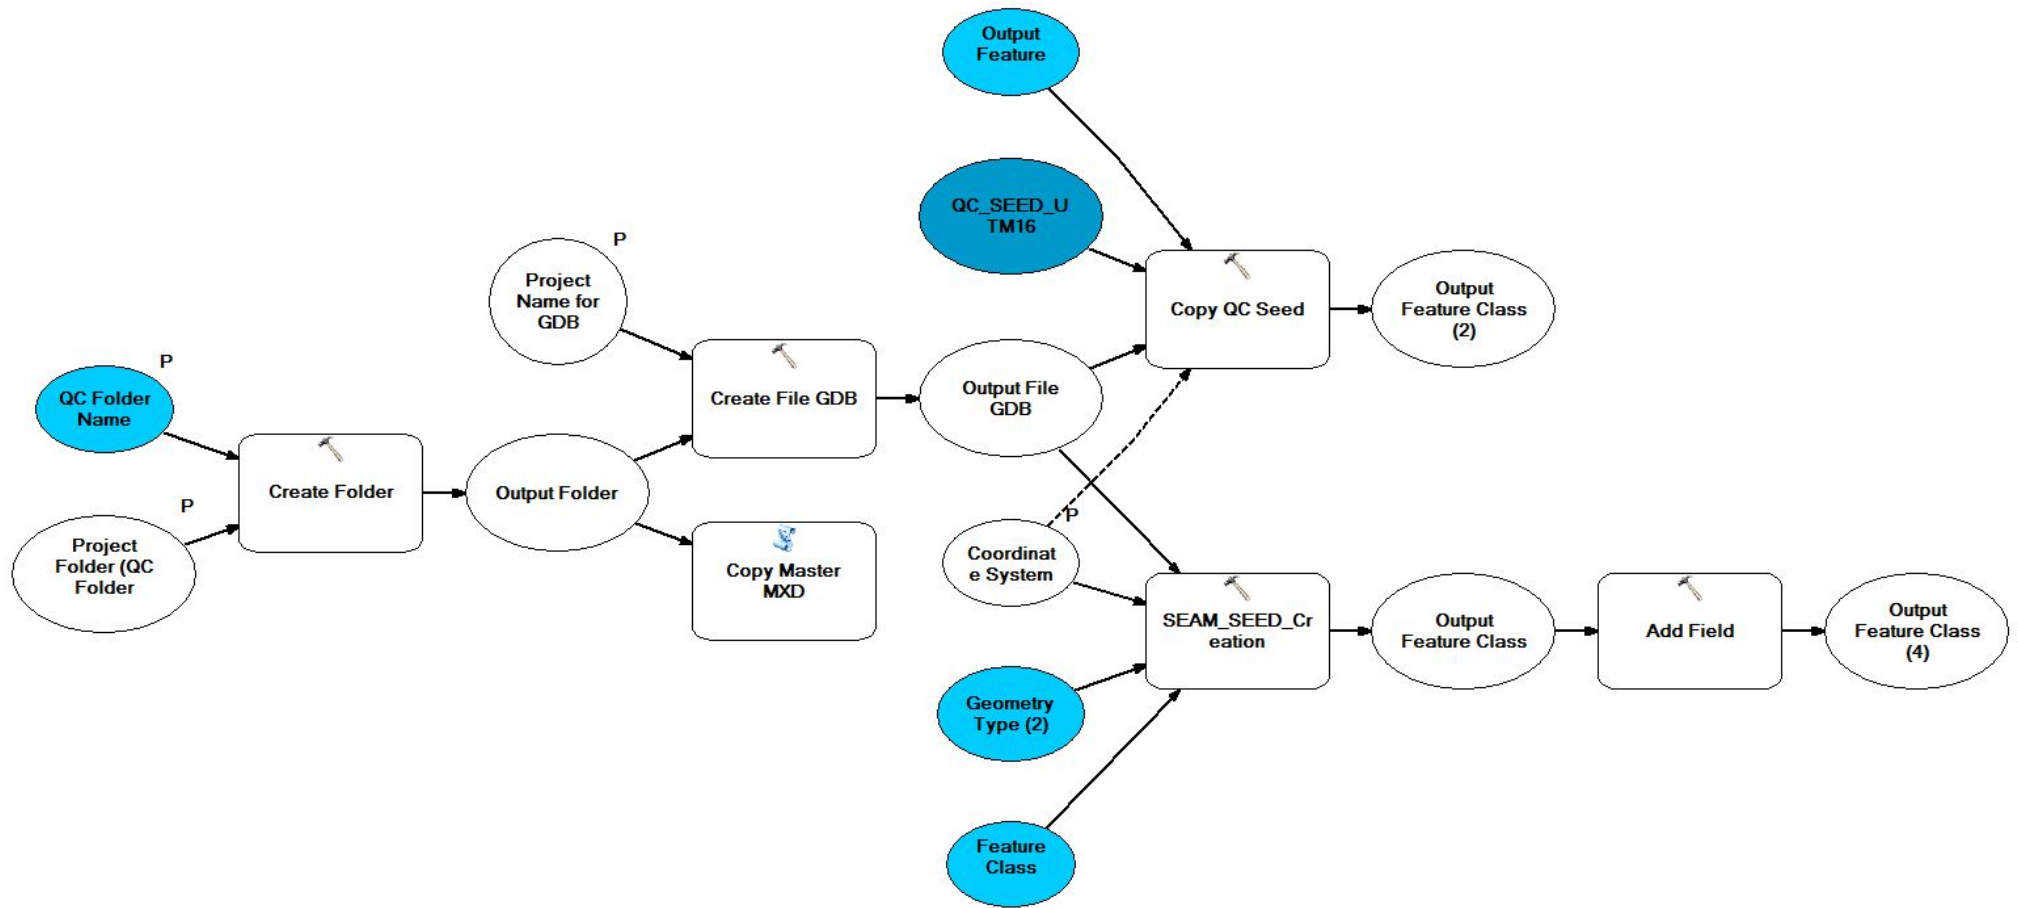 Output
Feature
QC_SEED_U
TM16
P
Project
Name for
GDB
Copy QC Seed
Output
Feature Class
(2)
P
QC Folder
Name
Create File GDB
Output File
GDB
P
Project
Folder (QC
Folder
Create Folder
Output Folder
Copy Master
MXD
P
Coordinat
e System
SEAM_SEED_Cr
eation
Output
Feature Class
Add Field
Output
Feature Class
(4)
Geometry
Type (2)
Feature
Class